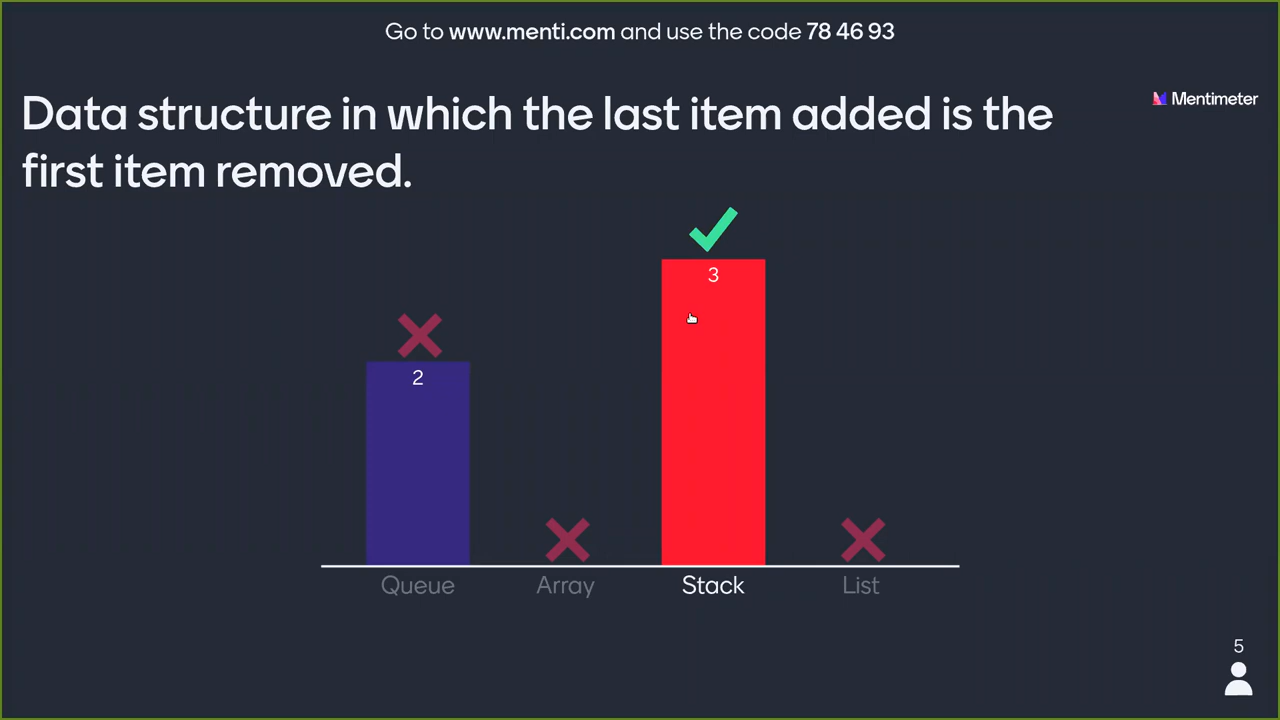 Go to www.menti.com and use the code 78 46 93
Mentimeter
Data structure in which the last item added is the
first item removed.
3
2
Queue
Array
Stack
List
5